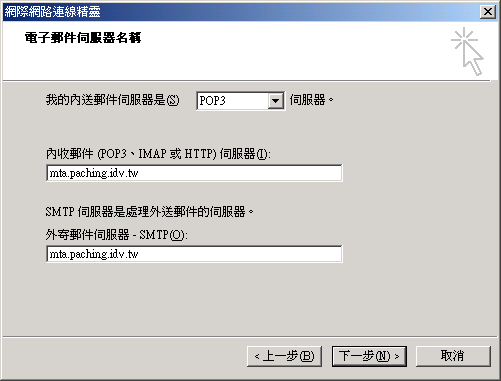 網際網路連線精靈
電子郵件伺服器名稱
我的內送郵件伺服器是(S) POP3 伺服器。
內收郵件 (POP3、IMAP 或 HTTP) 伺服器(I):
mta.paching.idv.tw
SMTP 伺服器是處理外送郵件的伺服器。
外寄郵件伺服器 - SMTP(O):
mta.paching.idv.tw
< 上一步(B) 下一步(N) > 取消